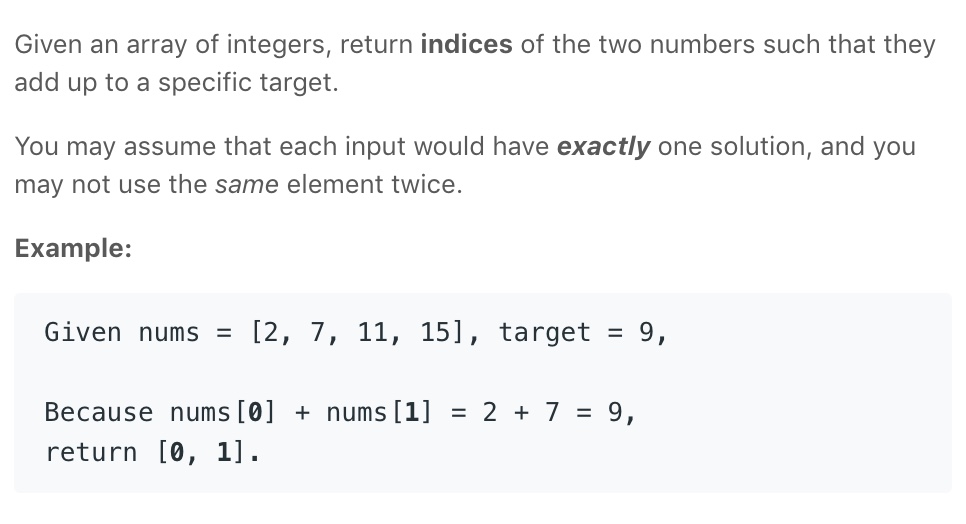 Given an array of integers, return indices of the two numbers such that they
add up to a specific target.
You may assume that each input would have exactly one solution, and you
may not use the same element twice.
Example:
Given nums = [2, 7, 11, 15], target = 9,
Because nums[0] + nums[1] = 2 + 7 = 9,
return [0, 1].